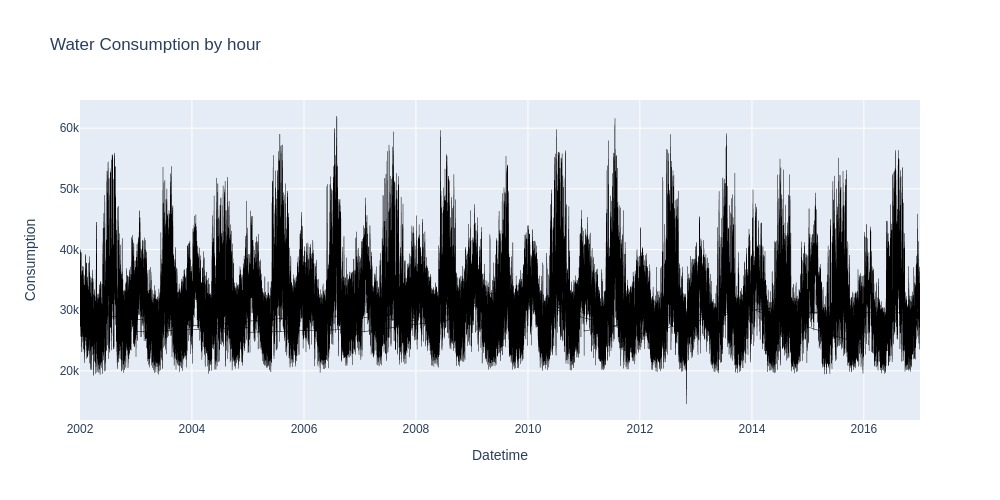 Water Consumption by hour
60k
50k
40k
30k
20k
Consumption
2002 2004 2006 2008 2010 2012 2014 2016
Datetime